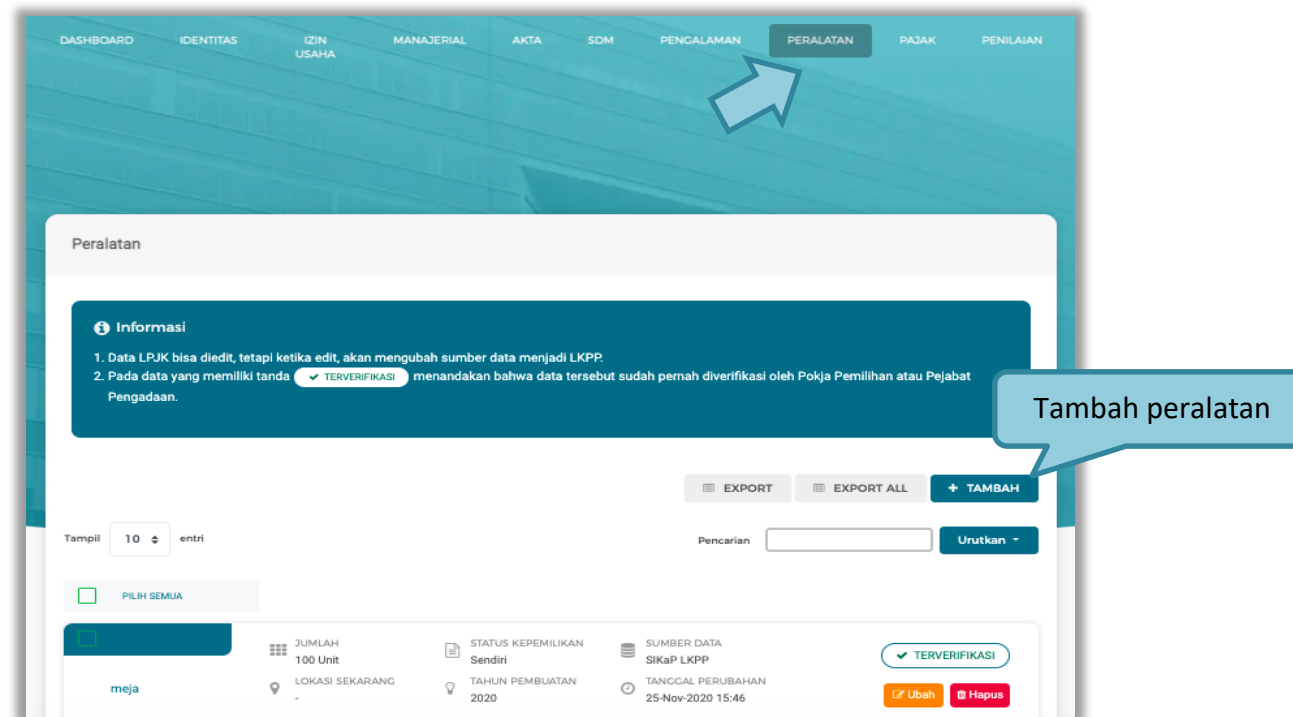 DASHBOARD IDENTITAS IZIN USAHA MANAJERIAL AKTA SDM PENGALAMAN PERALATAN PAJAK PENILAIAN
Peralatan
Informasi
1. Data LPJK bisa diedit, tetapi ketika edit, akan mengubah sumber data menjadi LKPP.
2. Pada data yang memiliki tanda TERVERIFIKASI menandakan bahwa data tersebut sudah pernah diverifikasi oleh Pokja Pemilihan atau Pejabat
Pengadaan.
Tambah peralatan
EXPORT EXPORT ALL + TAMBAH
Tampil 10 entri Pencarian Urutkan
PILIH SEMUA
JUMLAH STATUS KEPEMILIKAN SUMBER DATA
100 Unit Sendiri SIKaP LKPP TERVERIFIKASI
LOKASI SEKARANG TAHUN PEMBUATAN TANGGAL PERUBAHAN
meja - 2020 25-Nov-2020 15:46 Ubah Hapus